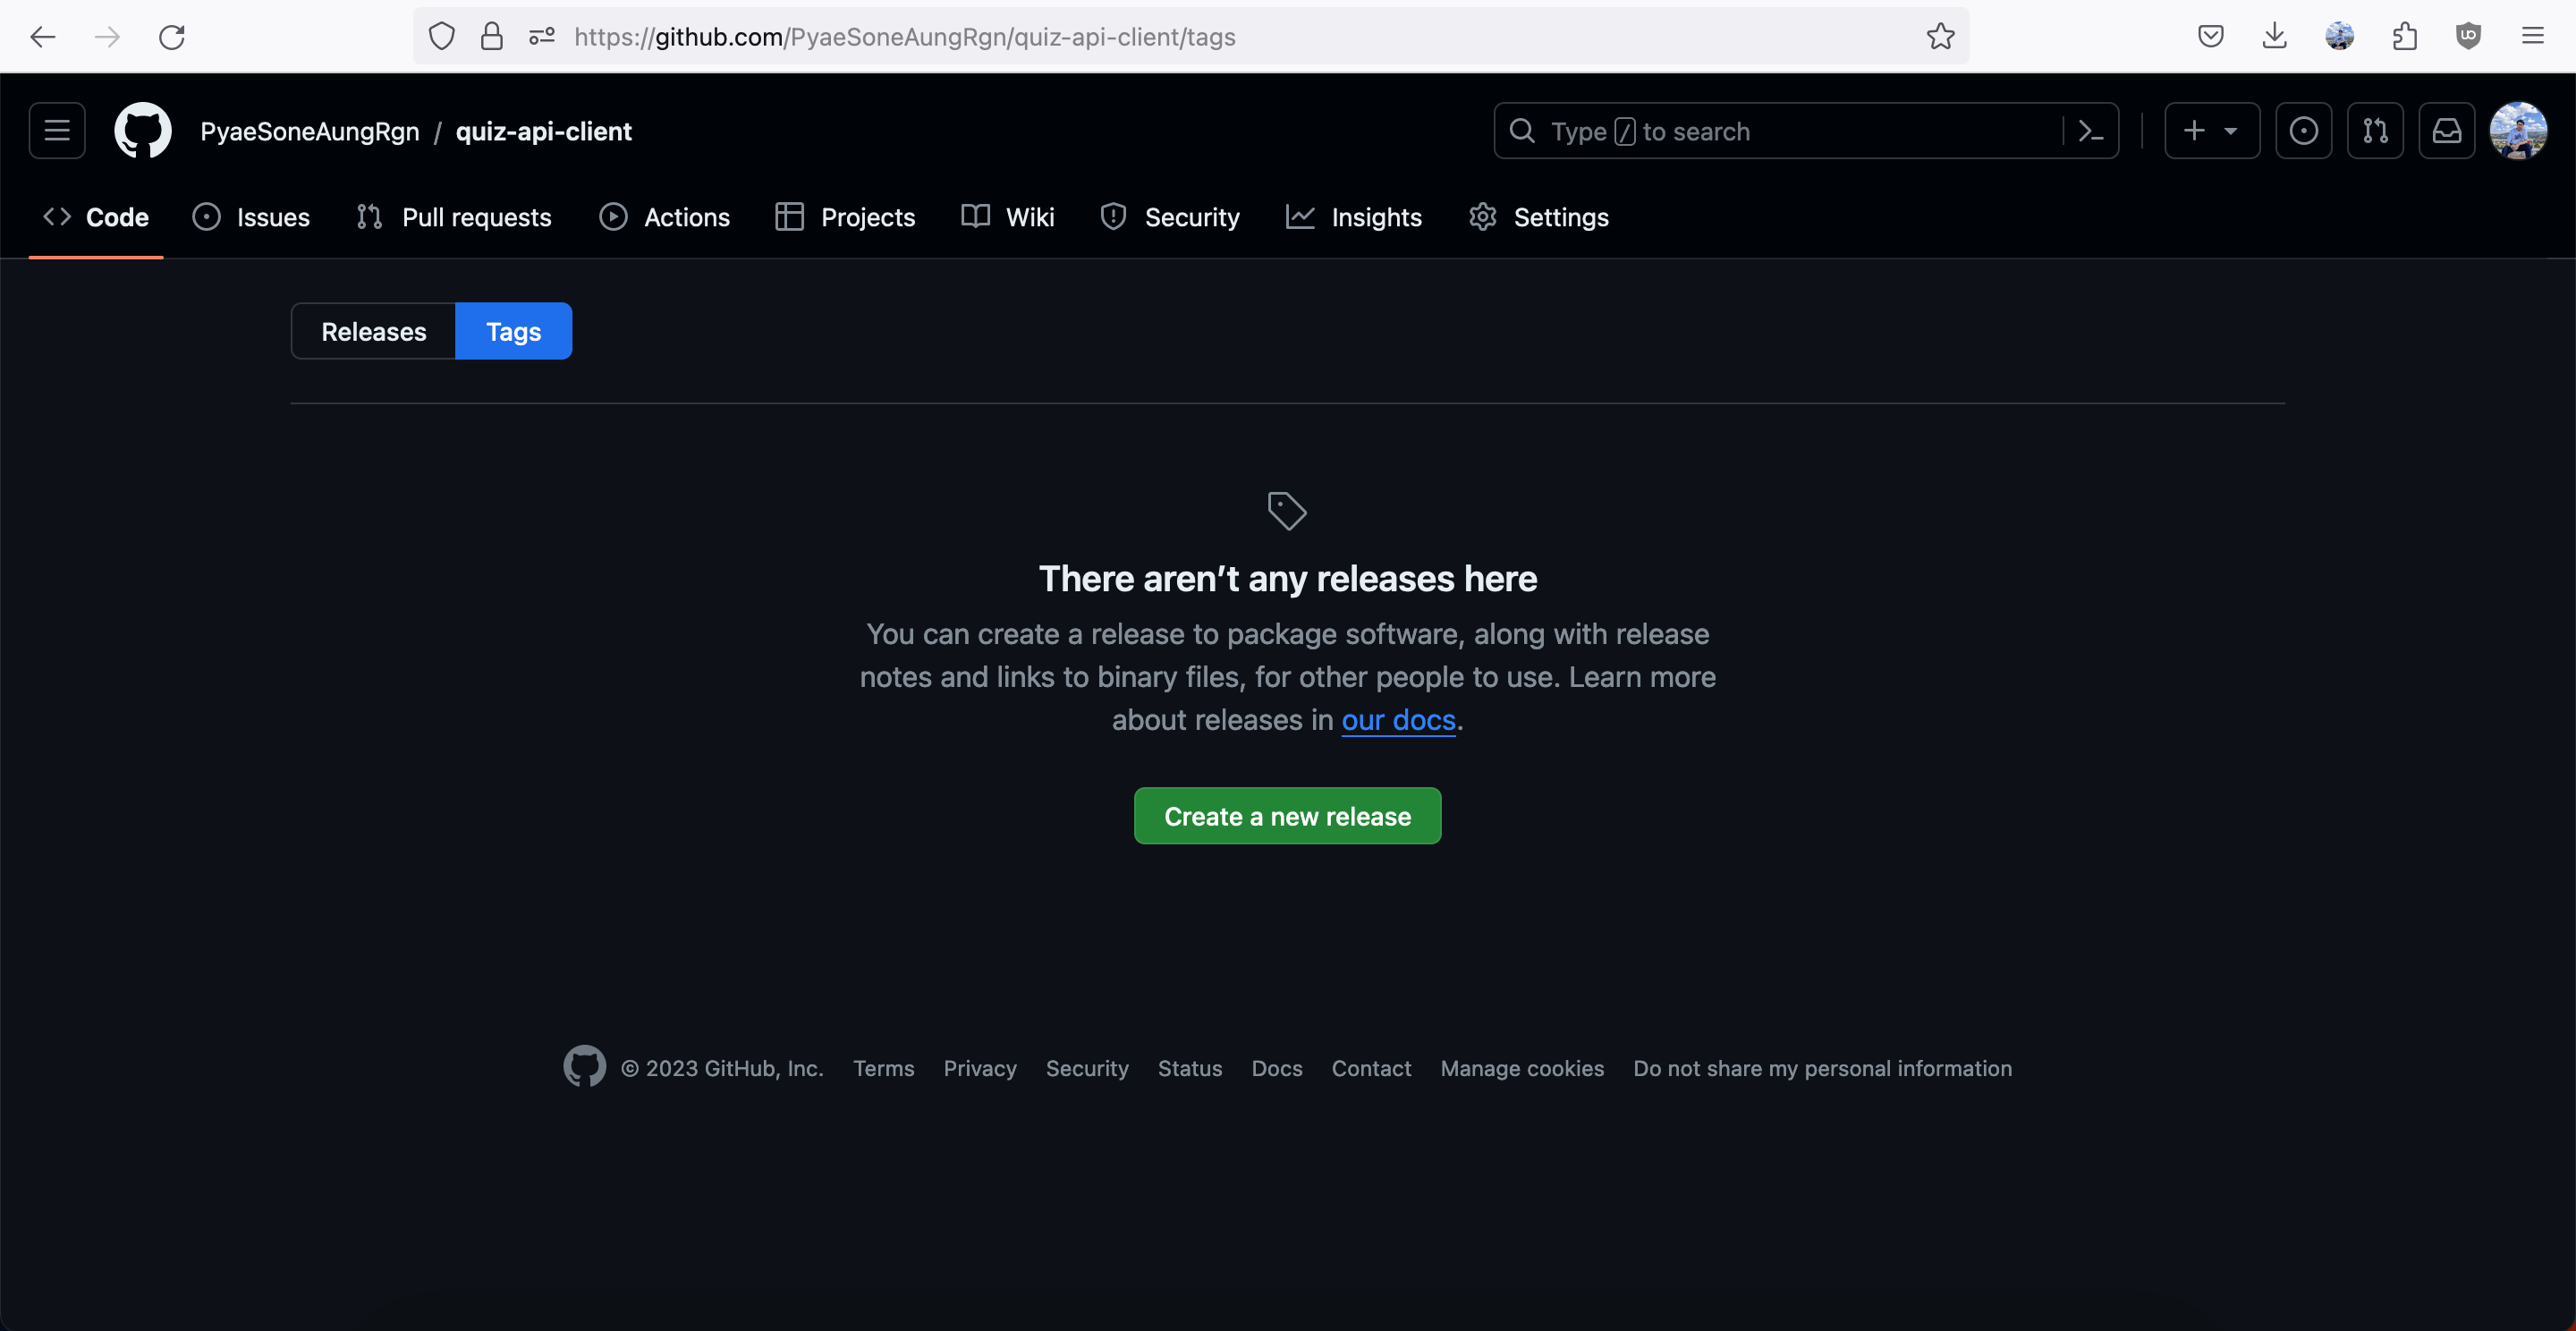 https://github.com/PyaeSoneAungRgn/quiz-api-client/tags
PyaeSoneAungRgn / quiz-api-client
Type / to search
Code Issues Pull requests Actions Projects Wiki Security Insights Settings
Releases Tags
There aren’t any releases here
You can create a release to package software, along with release
notes and links to binary files, for other people to use. Learn more
about releases in our docs.
Create a new release
© 2023 GitHub, Inc. Terms Privacy Security Status Docs Contact Manage cookies Do not share my personal information